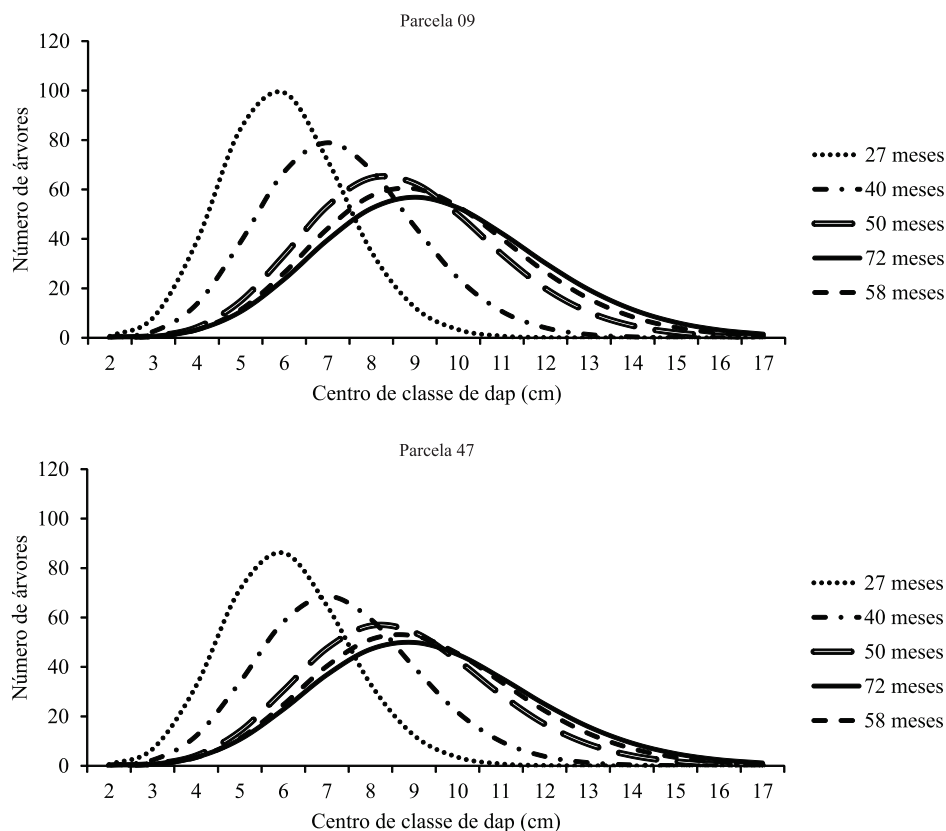 Parcela 09
120
100
80
60
40
20
0
Número de árvores
2 3 4 5 6 7 8 9 10 11 12 13 14 15 16 17
Centro de classe de dap (cm)
27 meses
40 meses
50 meses
72 meses
58 meses
Parcela 47
120
100
80
60
40
20
0
Número de árvores
2 3 4 5 6 7 8 9 10 11 12 13 14 15 16 17
Centro de classe de dap (cm)
27 meses
40 meses
50 meses
72 meses
58 meses